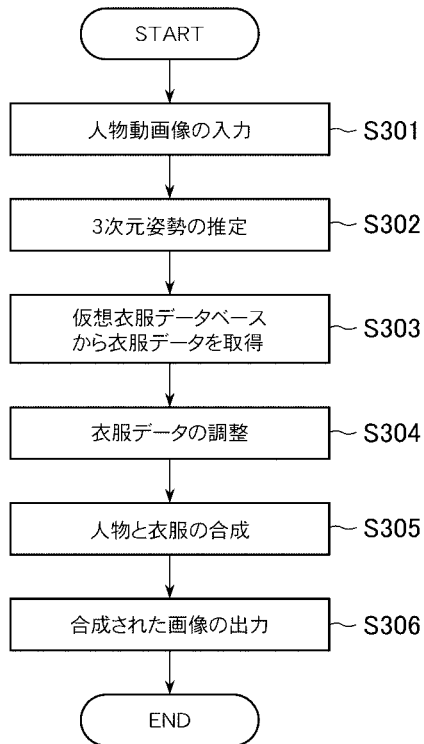 START
人物動画像の入力
S301
3次元姿勢の推定
S302
仮想衣服データベース
から衣服データを取得
S303
衣服データの調整
S304
人物と衣服の合成
S305
合成された画像の出力
S306
END